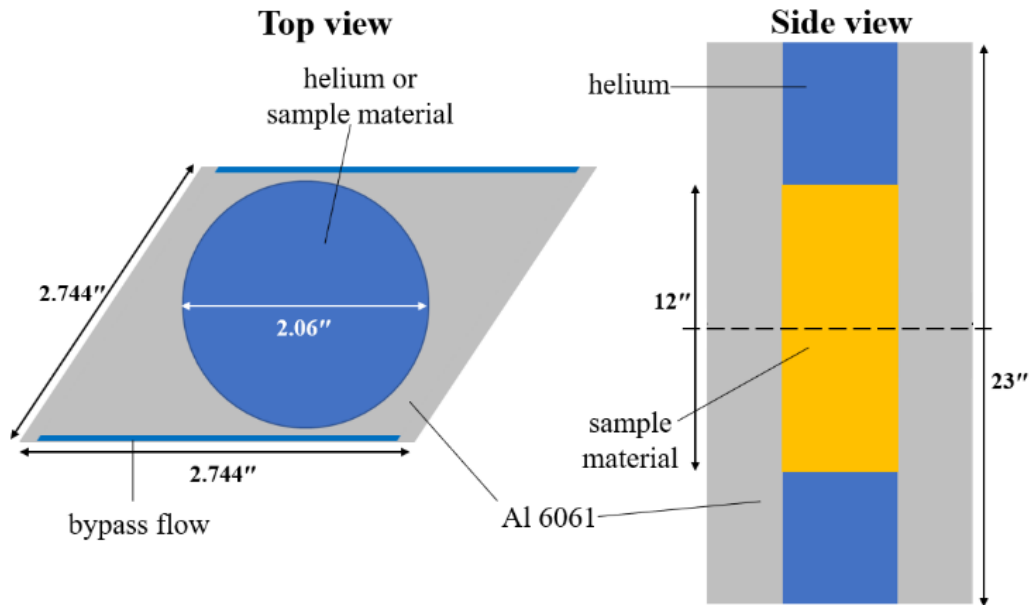 Top view
helium or
sample material
2.744″
2.06″
2.744″
bypass flow
Side view
helium
12″
23″
sample
material
Al 6061